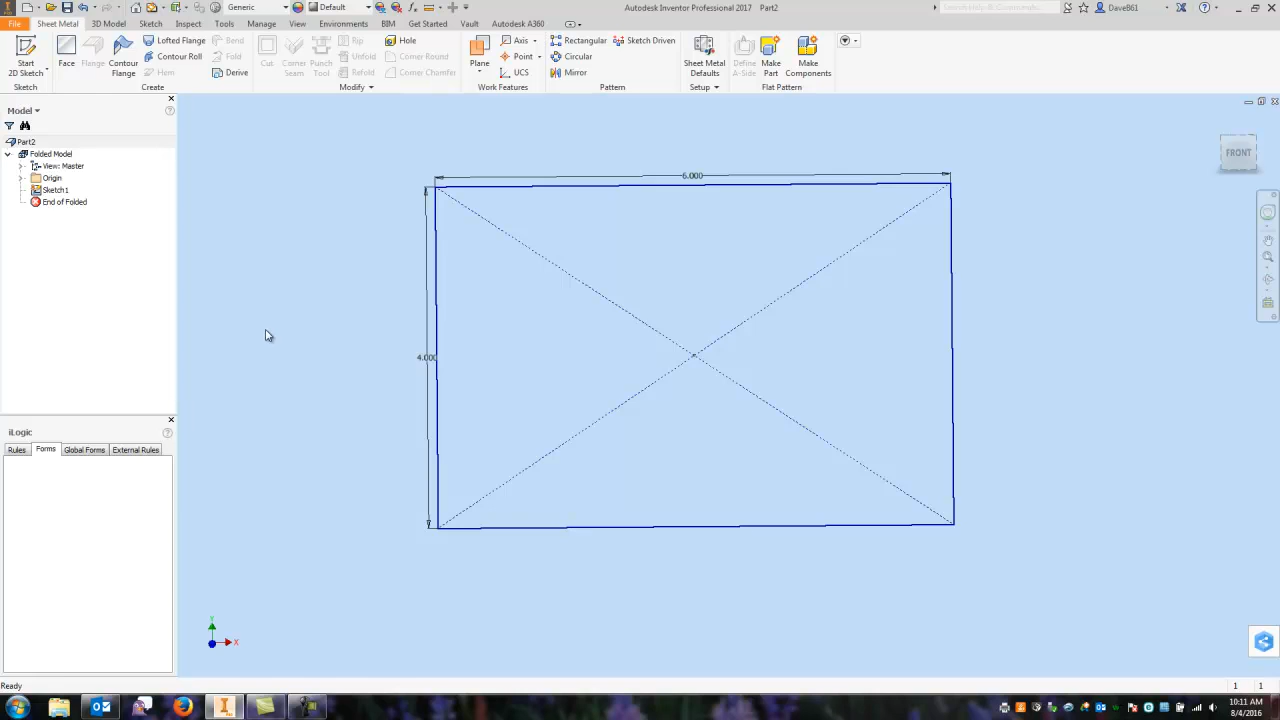 Generic
Default
Autodesk Inventor Professional 2017 Part2
DaveB61
File Sheet Metal 3D Model Sketch Inspect Tools Manage View Environments BIM Get Started Vault Autodesk A360
Start 2D Sketch
Face
Flange
Contour Flange
Lofted Flange
Contour Roll
Hem
Bend
Fold
Derive
Cut
Corner Seam
Punch Tool
Rip
Unfold
Refold
Hole
Corner Round
Corner Chamfer
Plane
Axis
Point
UCS
Rectangular
Circular
Mirror
Sketch Driven
Sheet Metal Defaults
Define A-Side
Make Part
Make Components
Sketch Create Modify Work Features Pattern Setup Flat Pattern
Model
Part2
Folded Model
View: Master
Origin
Sketch1
End of Folded
iLogic
Rules Forms Global Forms External Rules
6.000
4.000
FRONT
Y
X
Ready
1 1
10:11 AM
8/4/2016